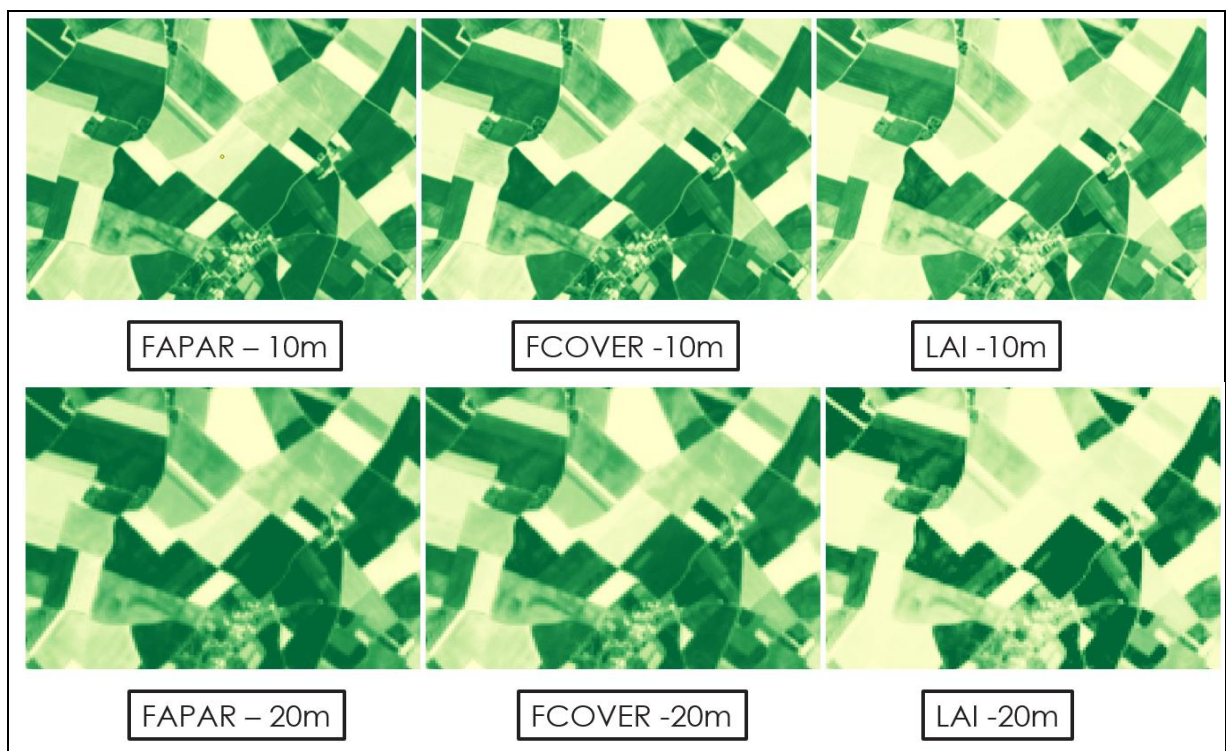 FAPAR – 10m
FCOVER -10m
LAI -10m
FAPAR – 20m
FCOVER -20m
LAI -20m